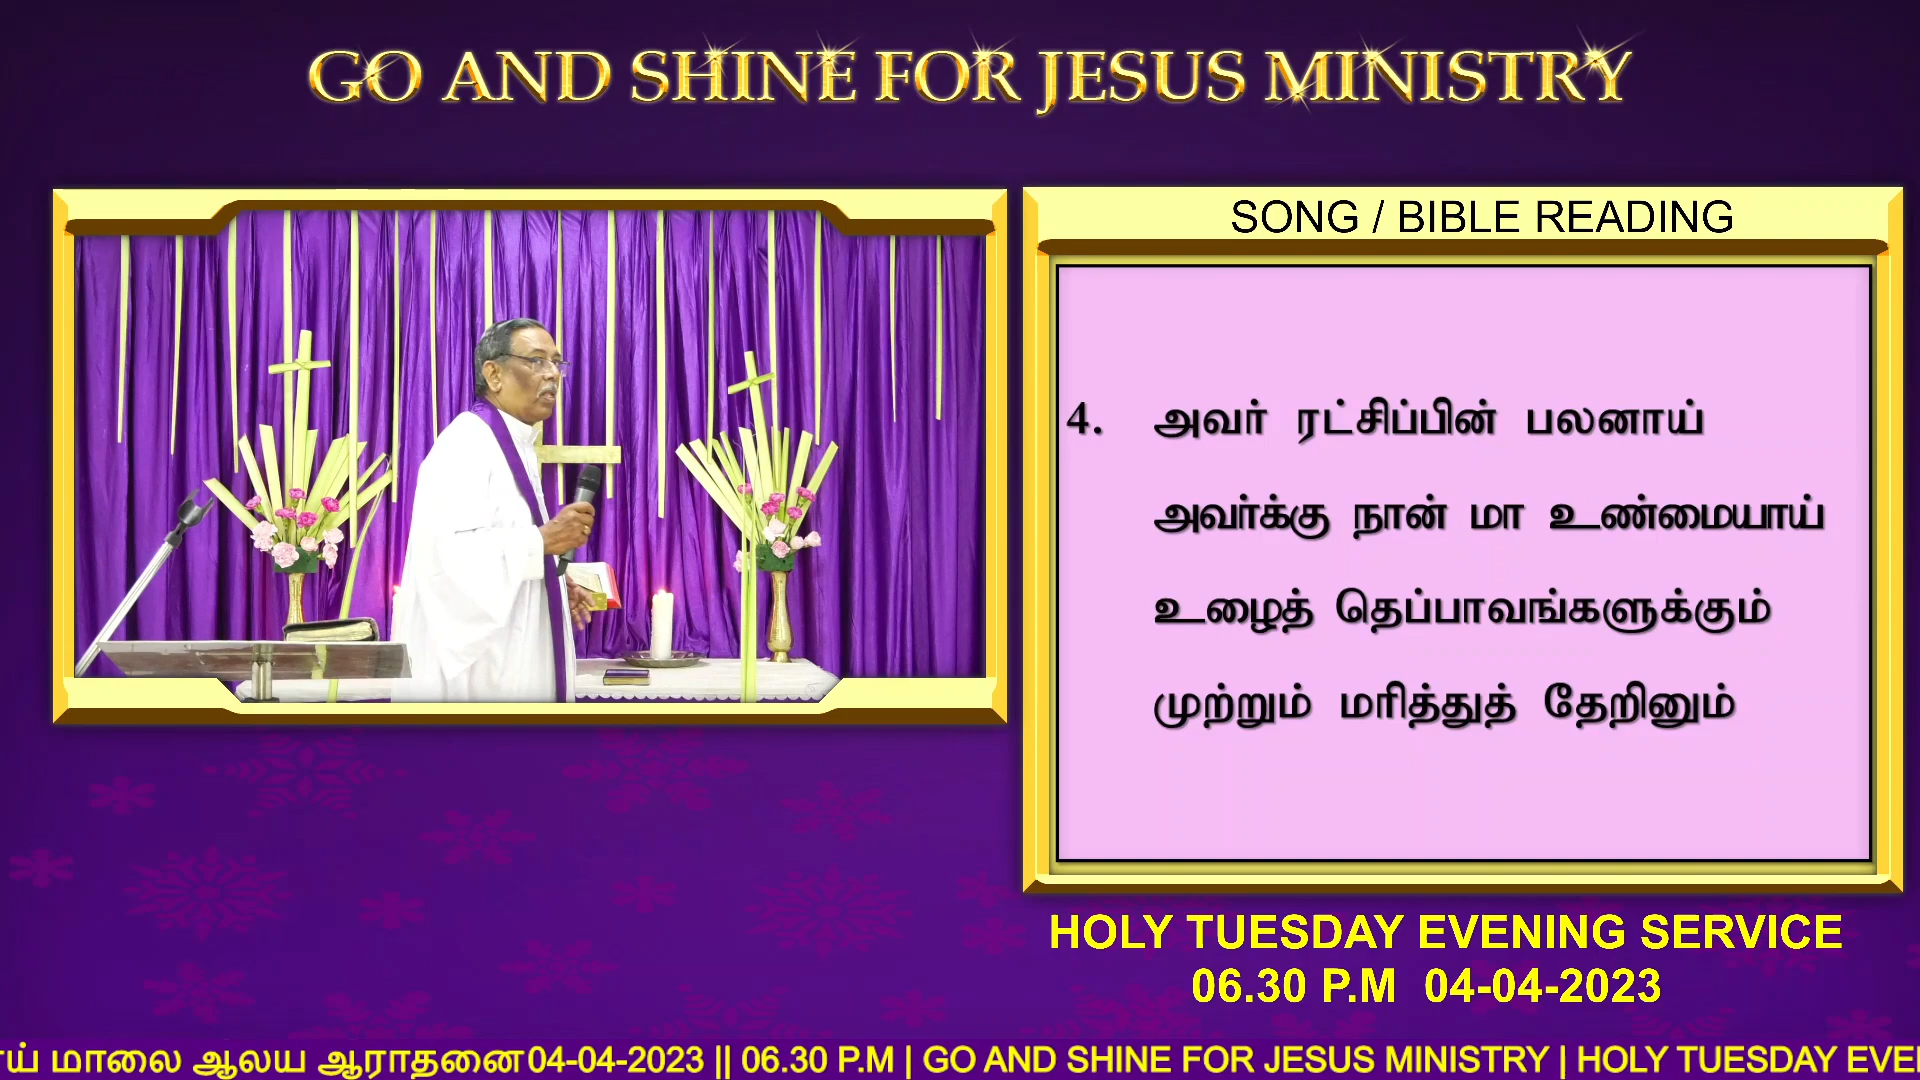 GO AND SHINE FOR JESUS MINISTRY
SONG / BIBLE READING
4. அவர் ரட்சிப்பின் பலனாய்
அவர்க்கு நான் மா உண்மையாய்
உழைத் தெப்பாவங்களுக்கும்
முற்றும் மரித்துத் தேறினும்
HOLY TUESDAY EVENING SERVICE
06.30 P.M 04-04-2023
மாலை ஆலய ஆராதனை 04-04-2023 || 06.30 P.M | GO AND SHINE FOR JESUS MINISTRY | HOLY TUESDAY